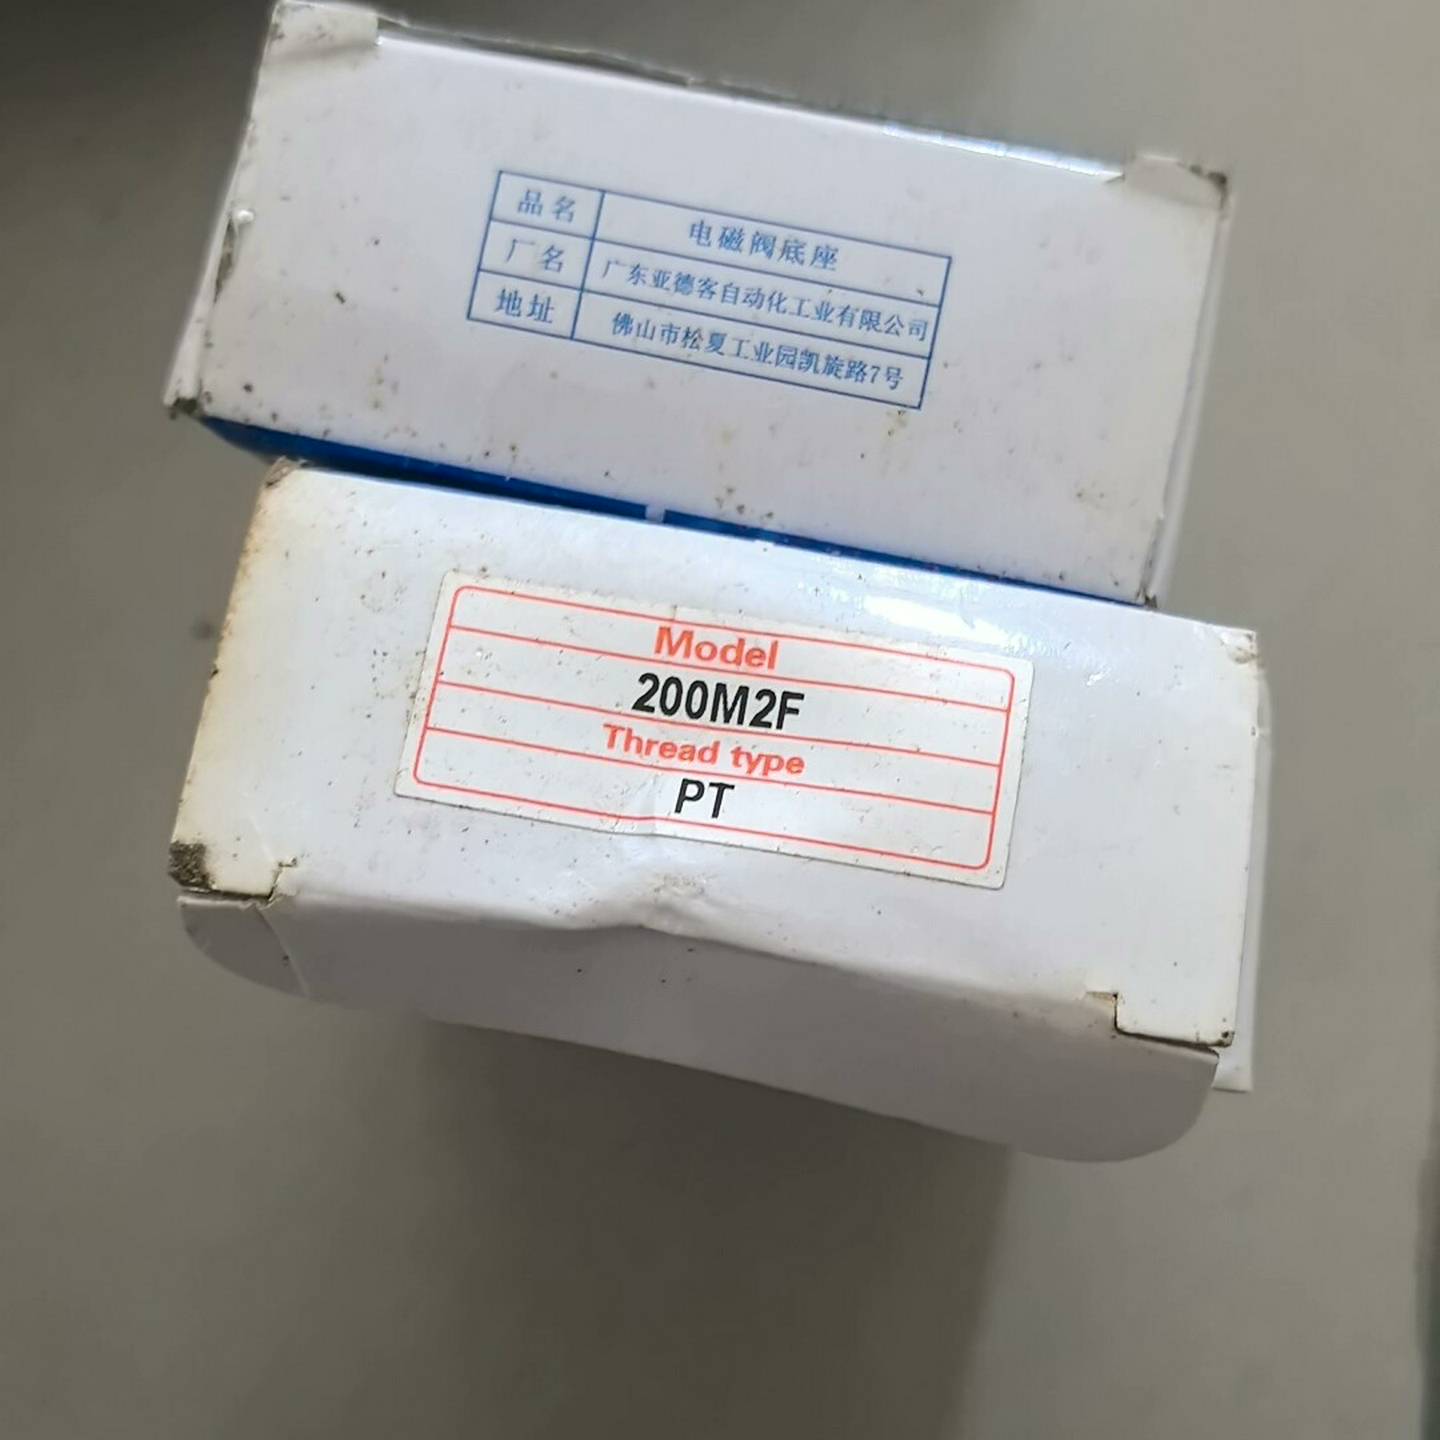 品名 电磁阀底座
厂名 广东亚德客自动化工业有限公司
地址 佛山市松夏工业园凯旋路7号
Model
200M2F
Thread type
PT